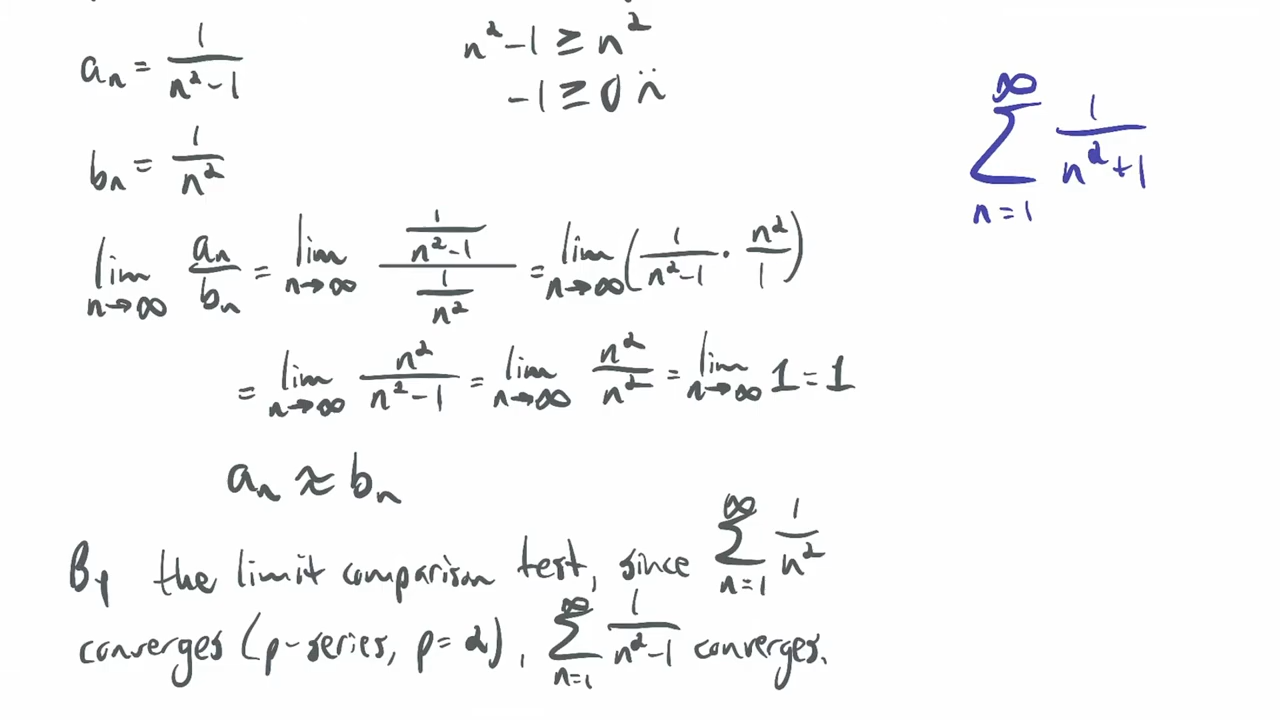 aₙ = 1/(n²-1)
n²-1 ≥ n²
-1 ≥ 0 ☹
bₙ = 1/n²
lim_{n→∞} aₙ/bₙ = lim_{n→∞} (1/(n²-1))/(1/n²) = lim_{n→∞} (1/(n²-1) · n²/1)
= lim_{n→∞} n²/(n²-1) = lim_{n→∞} n²/n² = lim_{n→∞} 1 = 1
aₙ ≈ bₙ
By the limit comparison test, since ∑_{n=1}^{∞} 1/n²
converges (p-series, p=2), ∑_{n=1}^{∞} 1/(n²-1) converges.
∑_{n=1}^{∞} 1/(n²+1)